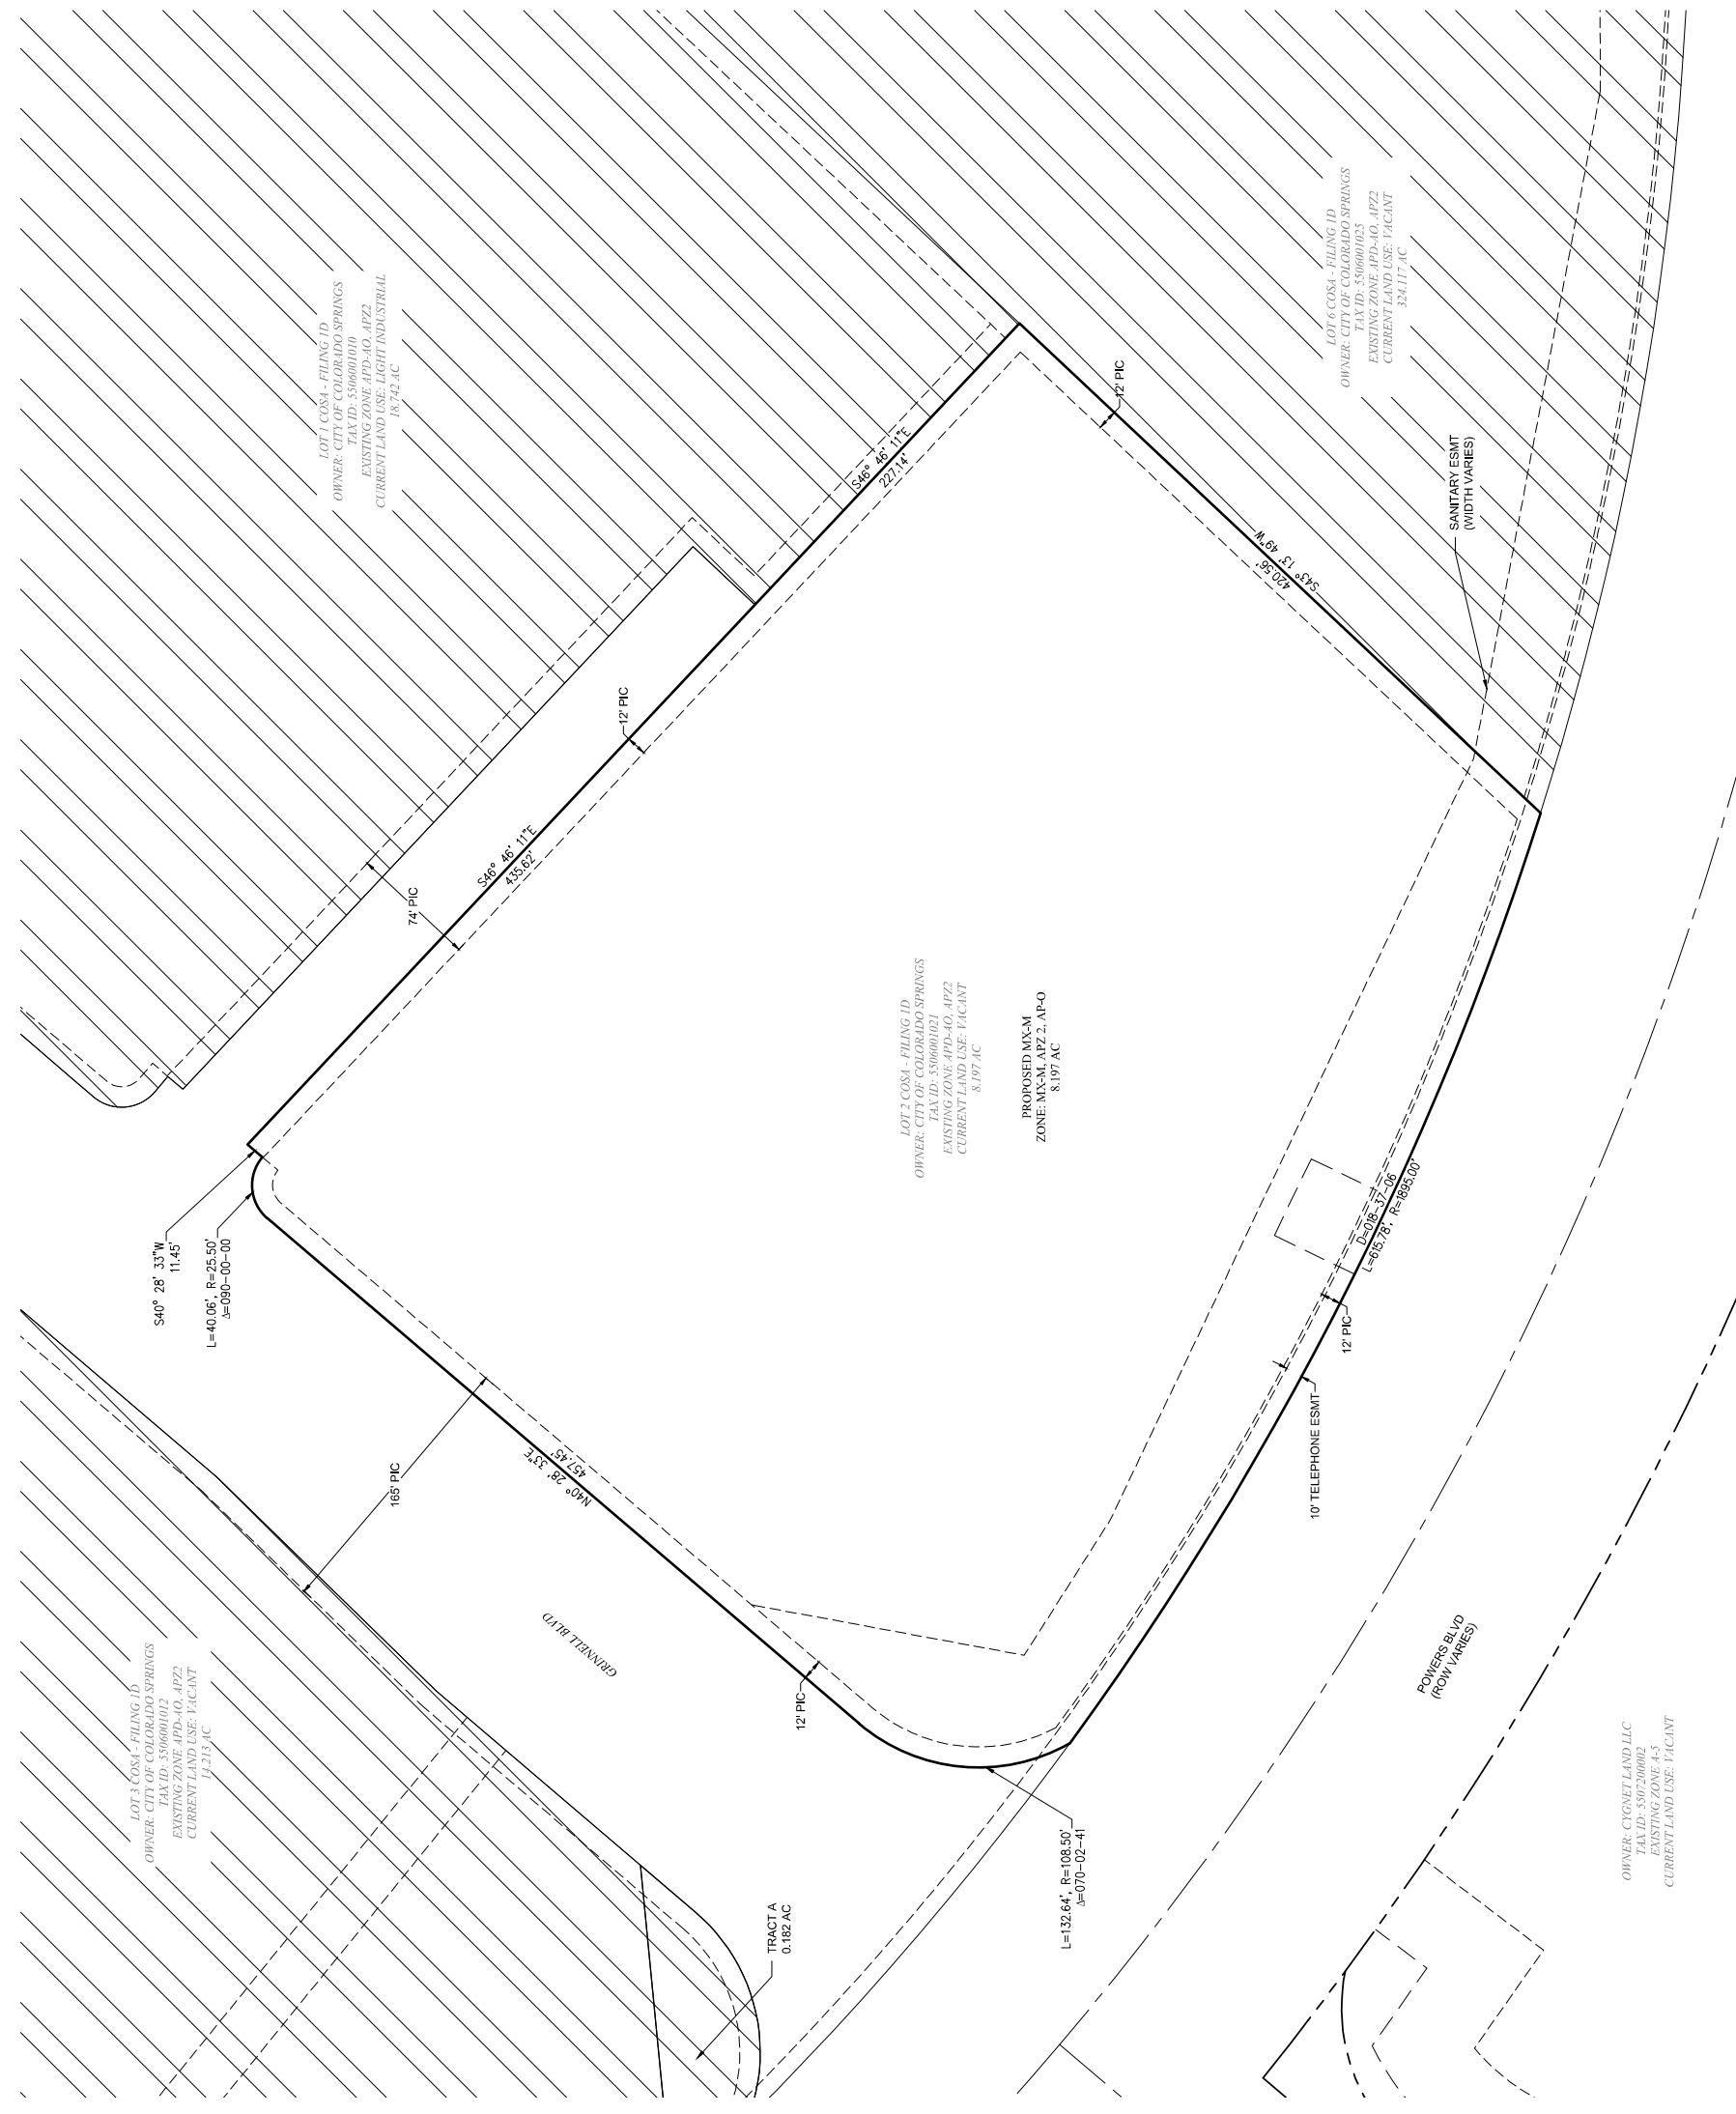 LOT 1 COSA - FILING 1D
OWNER: CITY OF COLORADO SPRINGS
TAX ID: 5506001010
EXISTING ZONE APD-AO, APZ2
CURRENT LAND USE: LIGHT INDUSTRIAL
18.742 AC
LOT 6 COSA - FILING 1D
OWNER: CITY OF COLORADO SPRINGS
TAX ID: 5506001025
EXISTING ZONE APD-AO, APZ2
CURRENT LAND USE: VACANT
324.117 AC
12' PIC
S46° 46' 11"E
227.14'
SANITARY ESMT
(WIDTH VARIES)
S43° 13' 49"W
420.56'
12' PIC
S46° 46' 11"E
435.62'
74' PIC
LOT 2 COSA - FILING 1D
OWNER: CITY OF COLORADO SPRINGS
TAX ID: 5506001021
EXISTING ZONE APD-AO, APZ2
CURRENT LAND USE: VACANT
8.197 AC
PROPOSED MX-M
ZONE: MX-M, APZ 2, AP-O
8.197 AC
S40° 28' 33"W
11.45'
L=40.06', R=25.50'
Δ=090-00-00
D=018-37-06
L=615.78', R=1895.00'
12' PIC
10' TELEPHONE ESMT
165' PIC
N40° 28' 33"E
457.45'
GRINNELL BLVD
12' PIC
POWERS BLVD
(ROW VARIES)
LOT 3 COSA - FILING 1D
OWNER: CITY OF COLORADO SPRINGS
TAX ID: 5506001012
EXISTING ZONE APD-AO, APZ2
CURRENT LAND USE: VACANT
14.213 AC
TRACT A
0.182 AC
L=132.64', R=108.50'
Δ=070-02-41
OWNER: CYGNET LAND LLC
TAX ID: 5507200002
EXISTING ZONE A-5
CURRENT LAND USE: VACANT